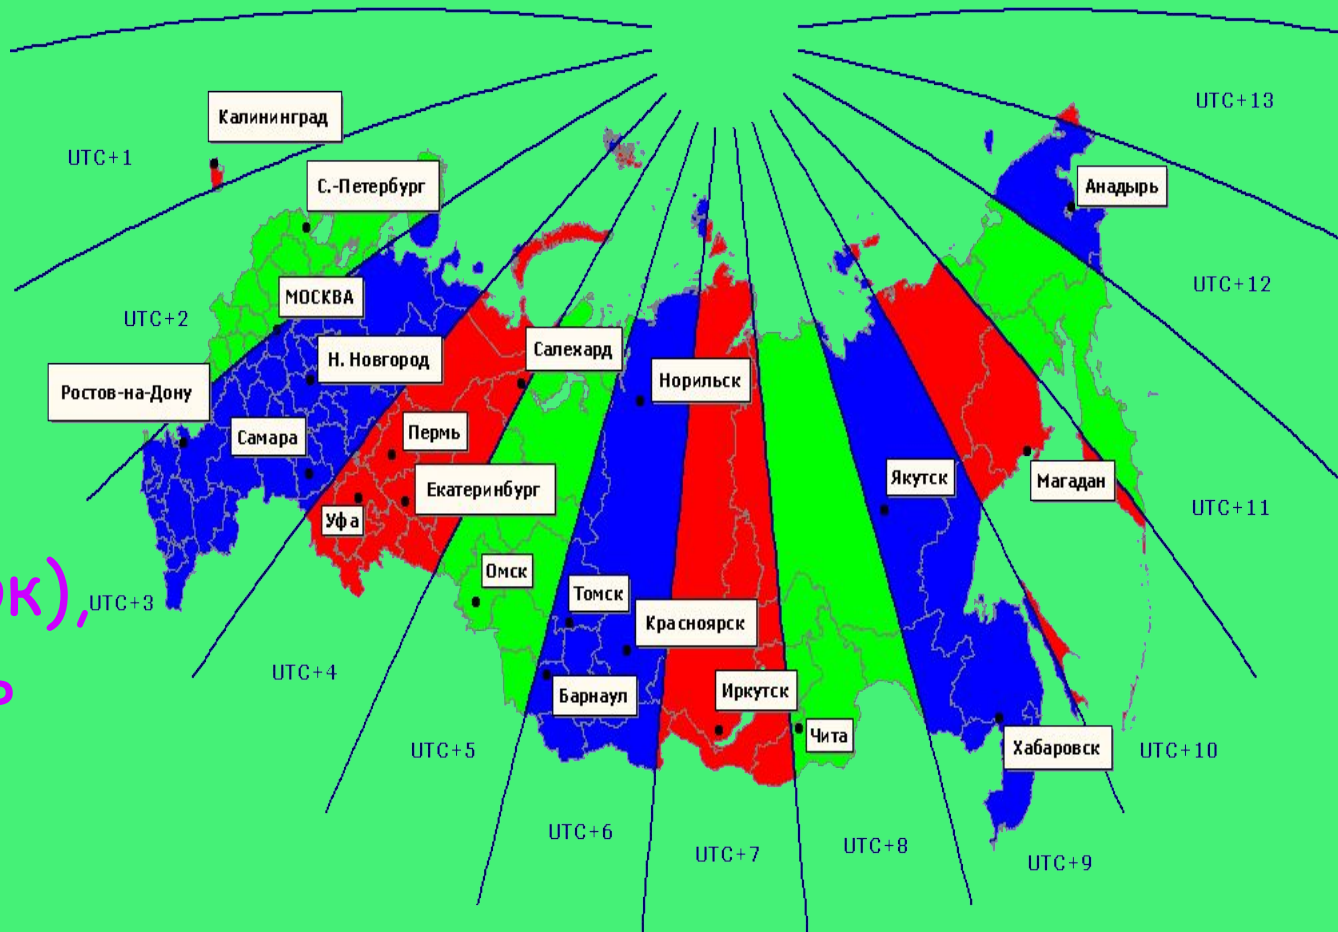 UTC+13
Калининград
UTC+1
С.-Петербург
Анадырь
UTC+12
МОСКВА
UTC+2
Н. Новгород
Салехард
Норильск
Ростов-на-Дону
Самара
Пермь
Якутск
Магадан
Екатеринбург
UTC+11
Уфа
Омск
Томск
ОК),
UTC+3
Красноярск
UTC+4
Барнаул
Иркутск
Чита
Хабаровск
UTC+5
UTC+10
UTC+6
UTC+7
UTC+8
UTC+9